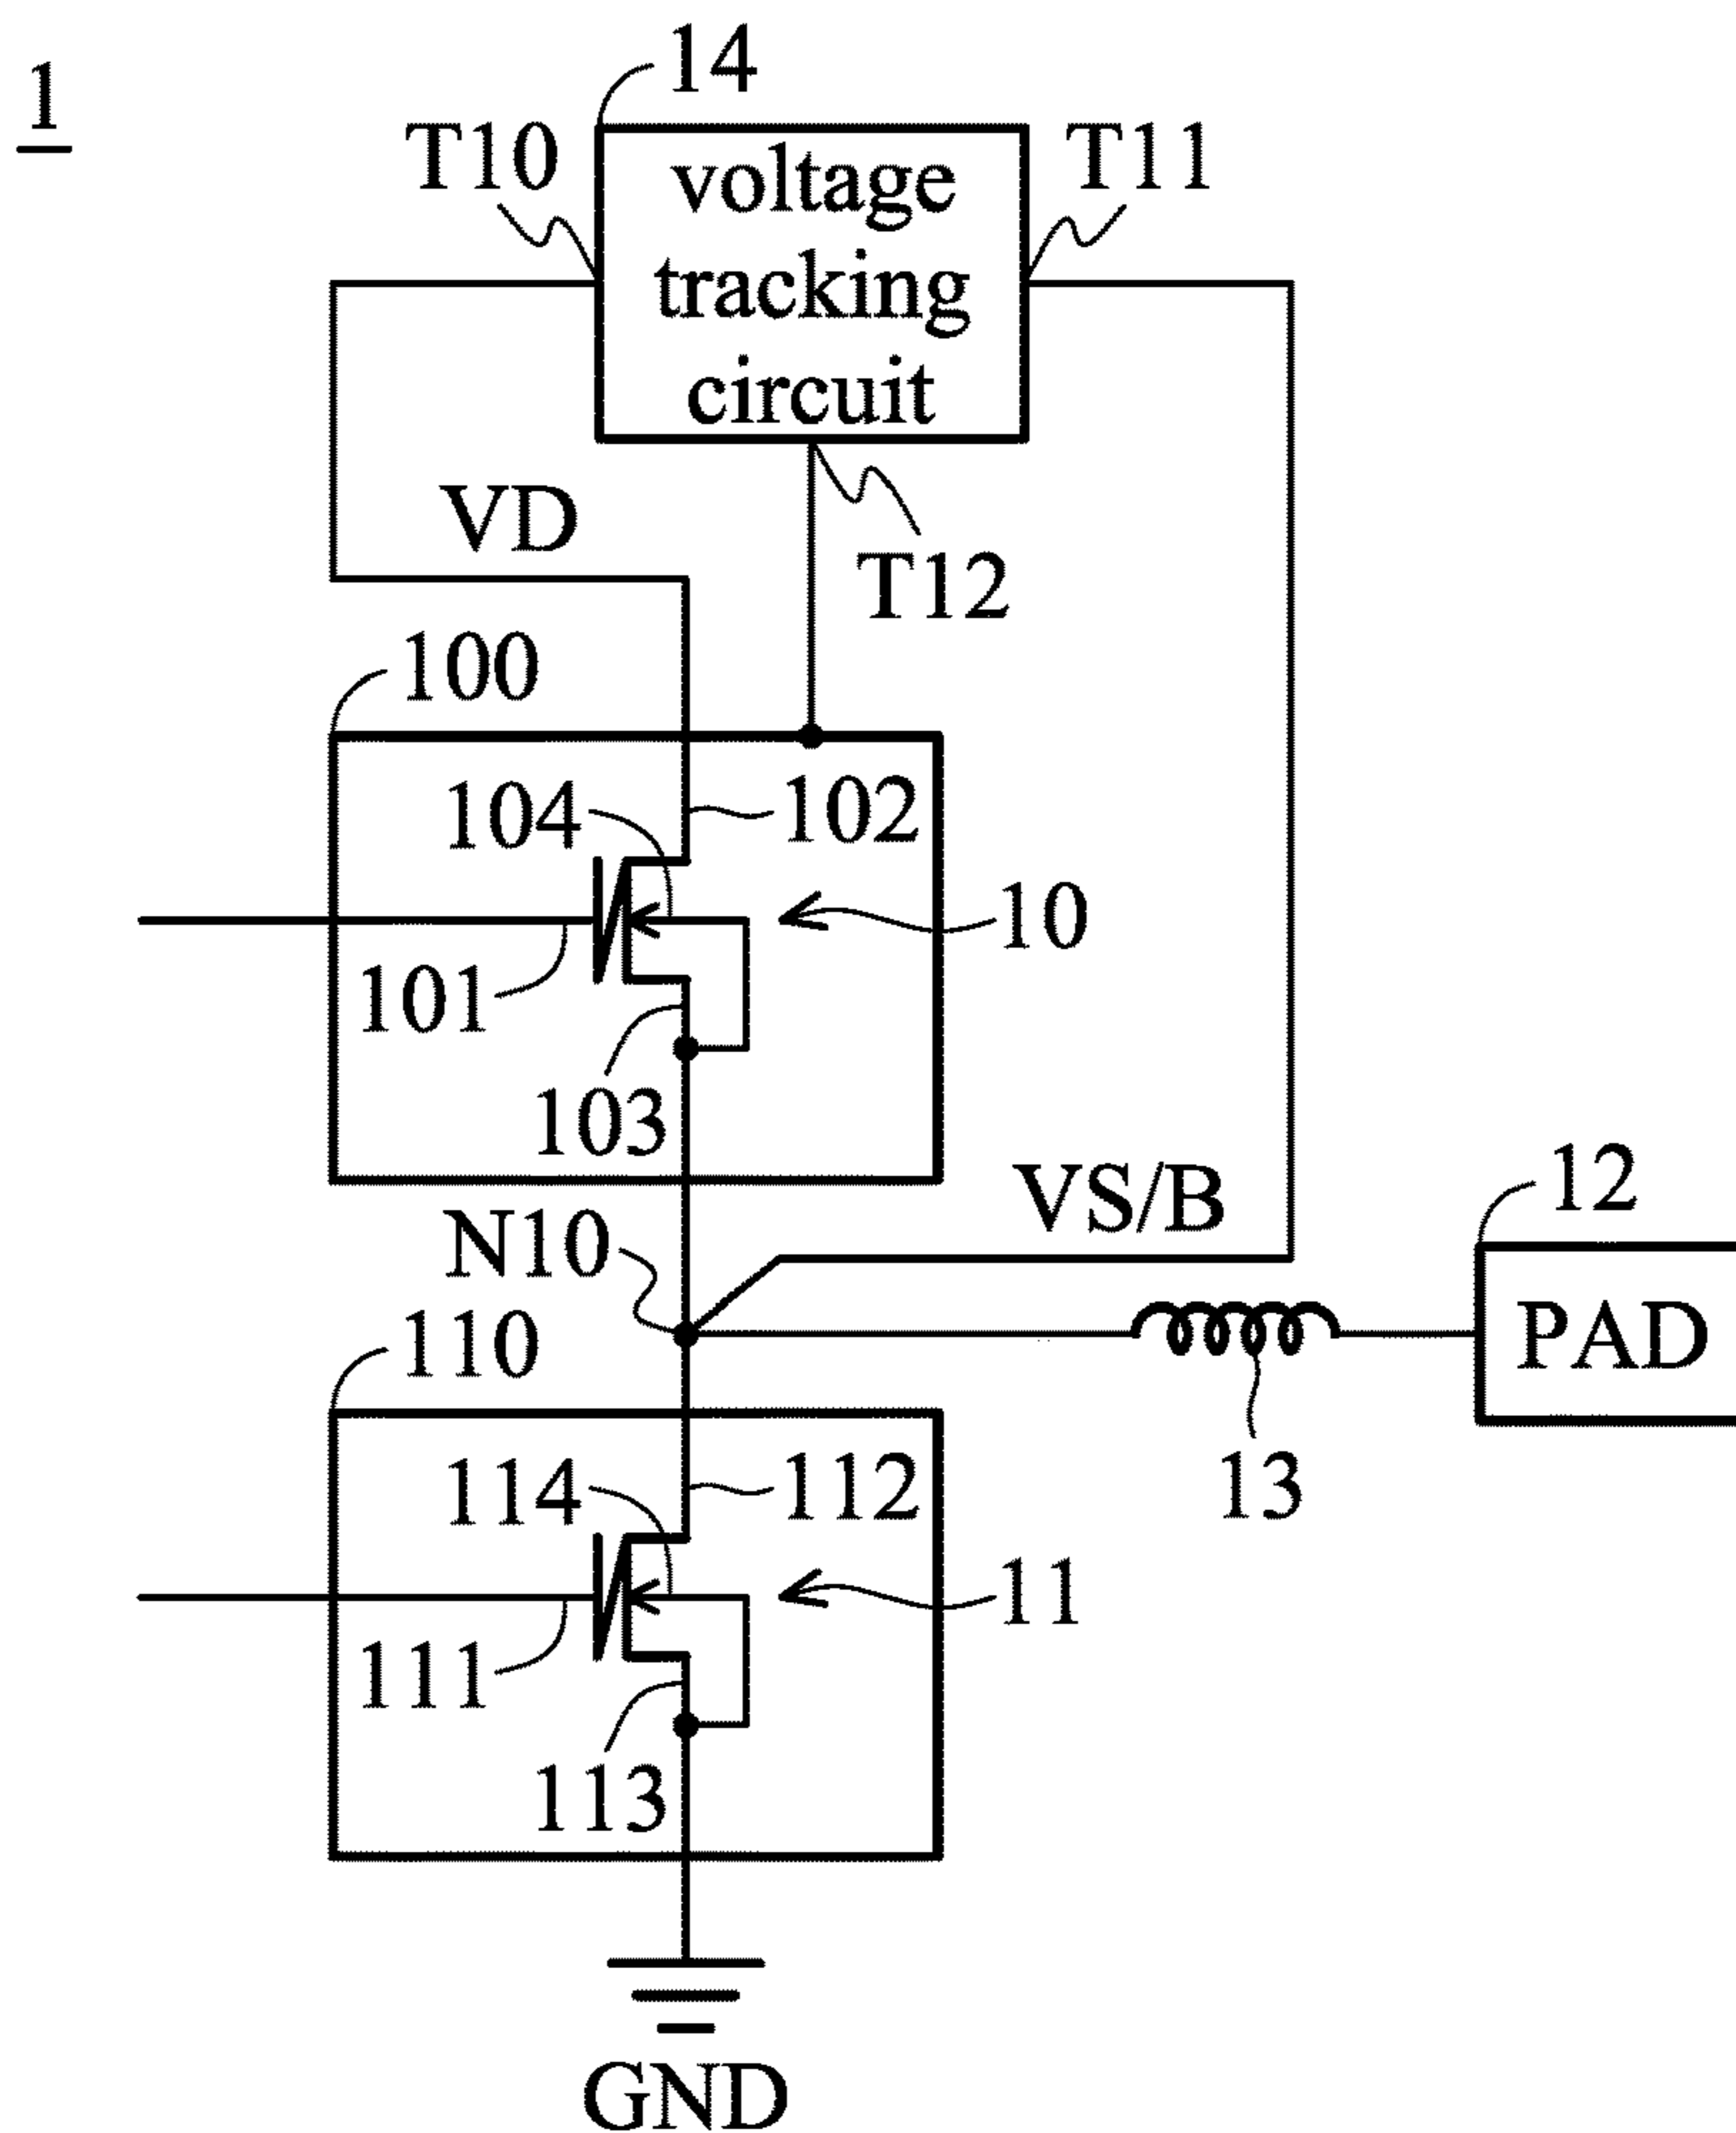 1
14
T10
T11
voltage
tracking
circuit
VD
T12
100
104
102
10
101
103
VS/B
12
N10
PAD
110
13
114
112
11
111
113
GND